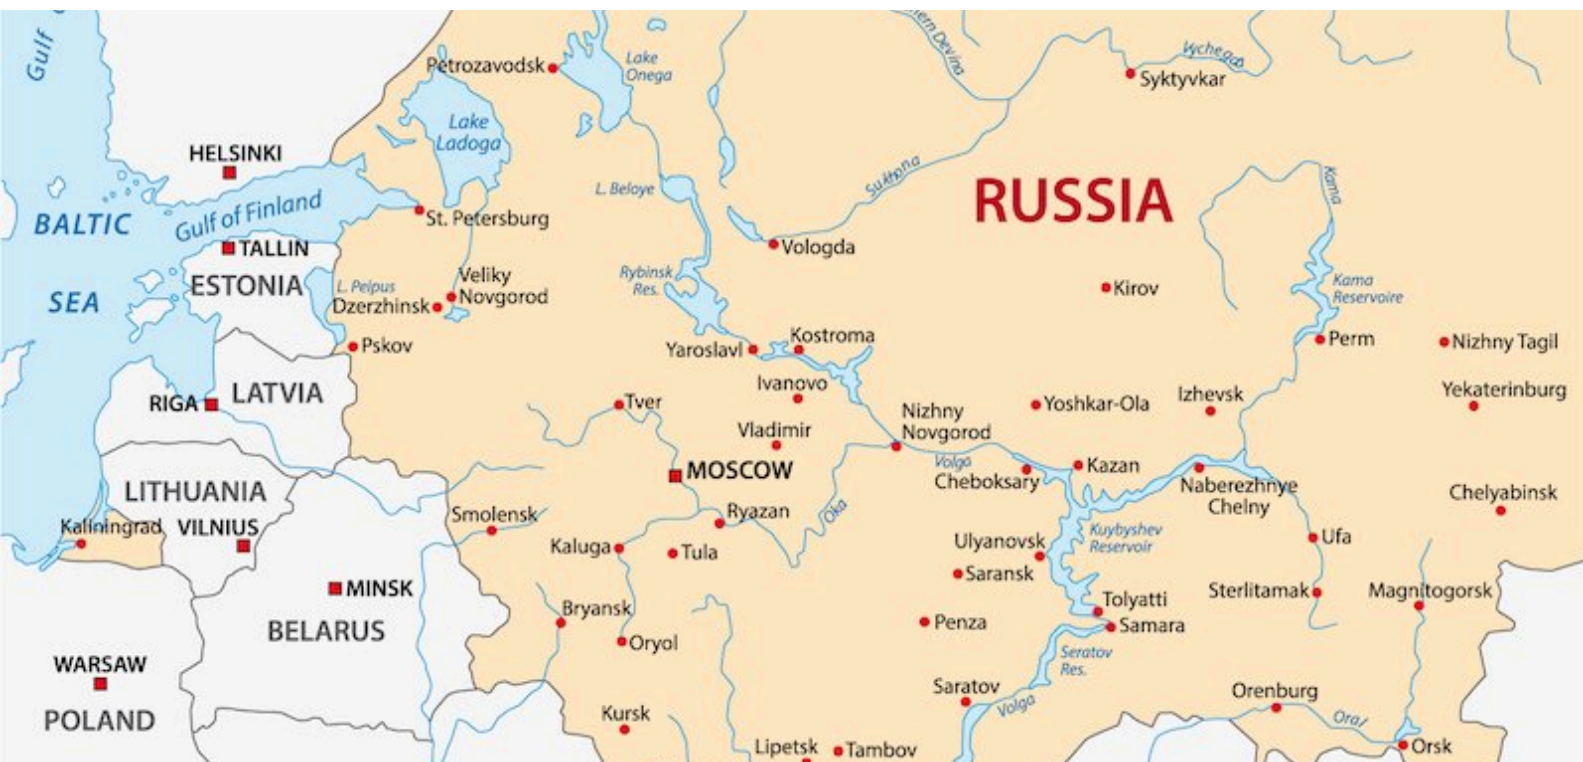 Gulf
Petrozavodsk
Lake
Onega
hern Devina
Vychegda
Syktyvkar
Lake
Ladoga
HELSINKI
L. Beloye
Sukhona
RUSSIA
Kama
BALTIC
SEA
Gulf of Finland
St. Petersburg
TALLIN
ESTONIA
L. Peipus
Dzerzhinsk
Veliky
Novgorod
Rybinsk
Res.
Vologda
Kirov
Kama
Reservoire
Pskov
Yaroslavl
Kostroma
Perm
Nizhny Tagil
RIGA
LATVIA
Tver
Ivanovo
Nizhny
Novgorod
Yoshkar-Ola
Izhevsk
Yekaterinburg
Vladimir
MOSCOW
Volga
Cheboksary
Kazan
Naberezhnye
Chelny
Chelyabinsk
LITHUANIA
Kaliningrad
VILNIUS
Smolensk
Ryazan
Oka
Kuybyshev
Reservoir
Kaluga
Tula
Ulyanovsk
Saransk
Ufa
MINSK
BELARUS
Bryansk
Oryol
Penza
Tolyatti
Samara
Sterlitamak
Magnitogorsk
WARSAW
POLAND
Seratov
Res.
Saratov
Volga
Orenburg
Oral
Kursk
Lipetsk
Tambov
Orsk